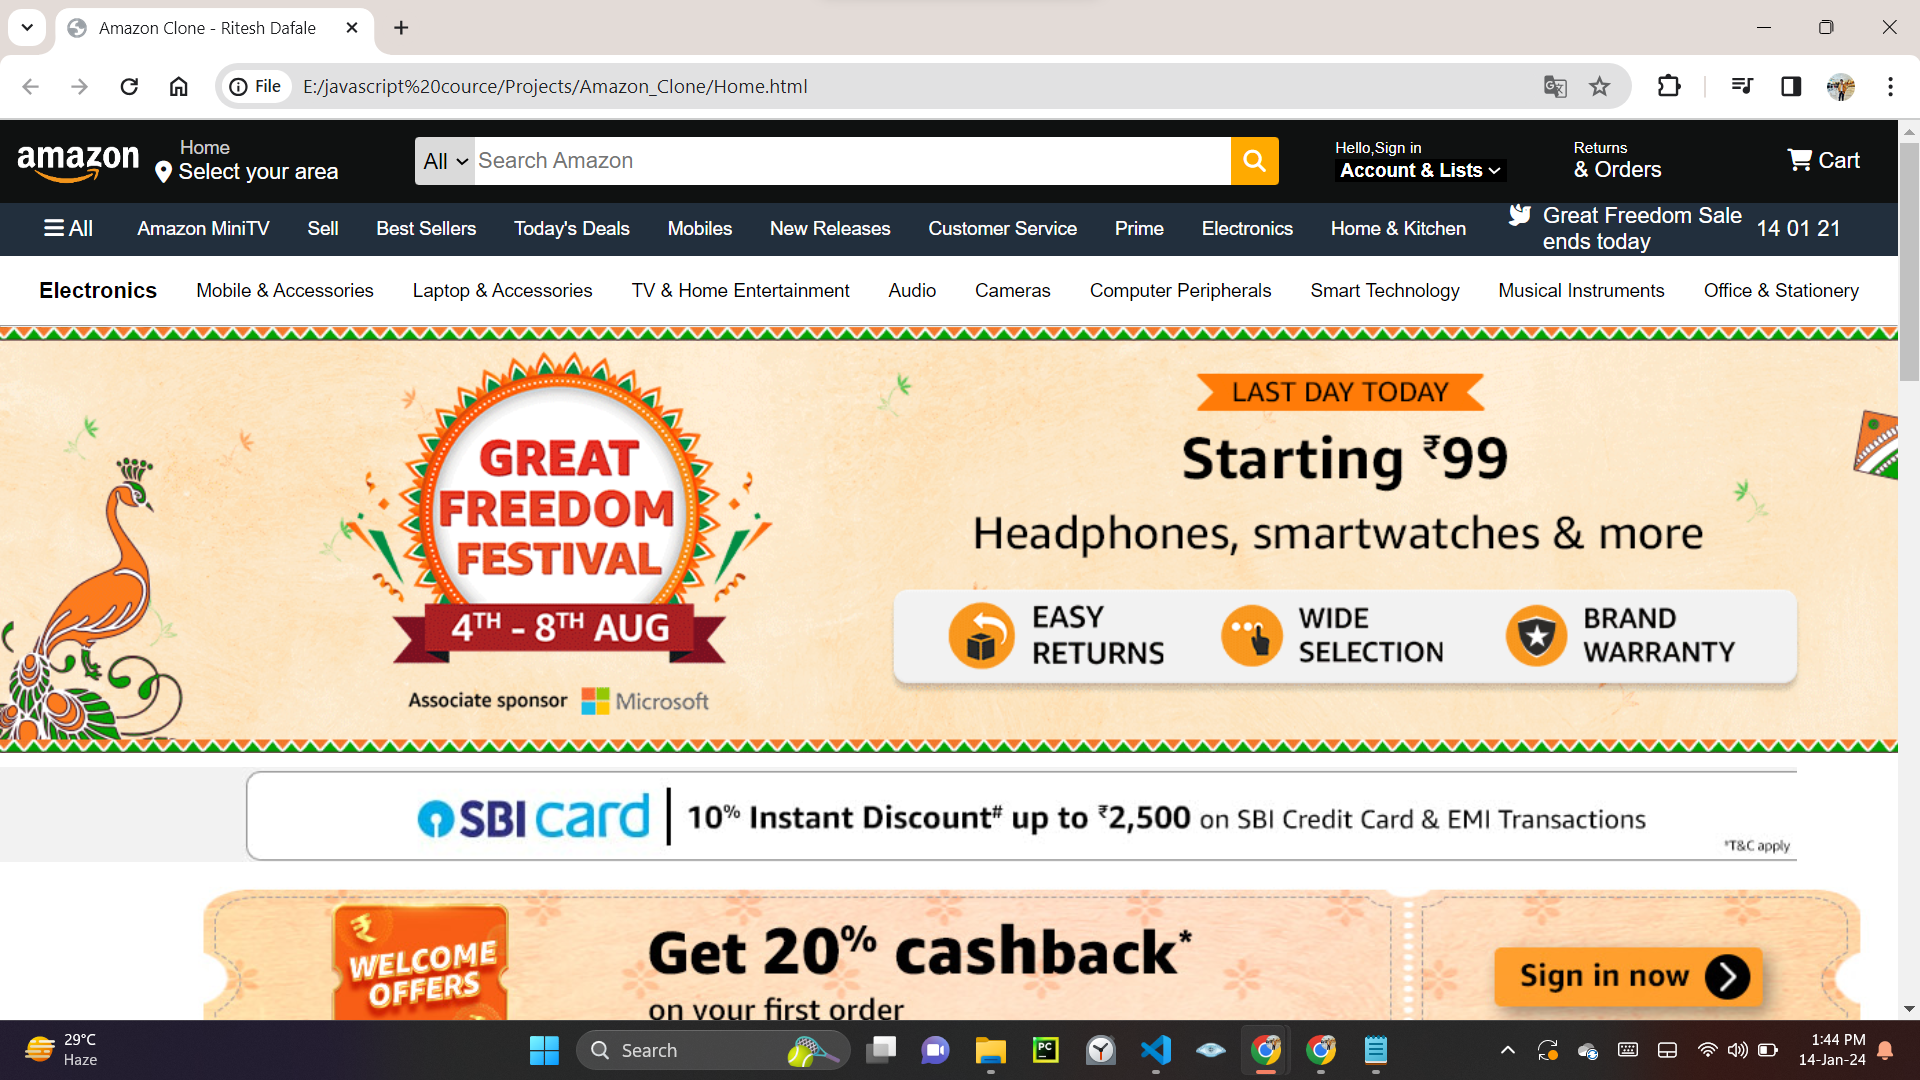 Amazon Clone - Ritesh Dafale
File
E:/javascript%20cource/Projects/Amazon_Clone/Home.html
amazon
Home
Select your area
All
Search Amazon
Hello,Sign in
Account & Lists
Returns
& Orders
Cart
All
Amazon MiniTV
Sell
Best Sellers
Today's Deals
Mobiles
New Releases
Customer Service
Prime
Electronics
Home & Kitchen
Great Freedom Sale
ends today
14 01 21
Electronics
Mobile & Accessories
Laptop & Accessories
TV & Home Entertainment
Audio
Cameras
Computer Peripherals
Smart Technology
Musical Instruments
Office & Stationery
GREAT
FREEDOM
FESTIVAL
4TH - 8TH AUG
Associate sponsor
Microsoft
LAST DAY TODAY
Starting ₹99
Headphones, smartwatches & more
EASY
RETURNS
WIDE
SELECTION
BRAND
WARRANTY
SBI card
10% Instant Discount# up to ₹2,500 on SBI Credit Card & EMI Transactions
*T&C apply
₹
WELCOME
OFFERS
Get 20% cashback*
on your first order
Sign in now
29°C
Haze
Search
PC
1:44 PM
14-Jan-24